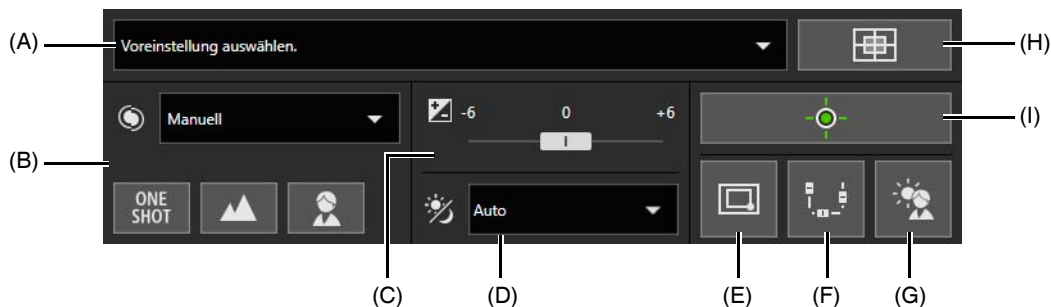 (A)
Voreinstellung auswählen.
(H)
Manuell
-6 0 +6
(I)
(B)
ONE
SHOT
Auto
(C)
(D)
(E)
(F)
(G)